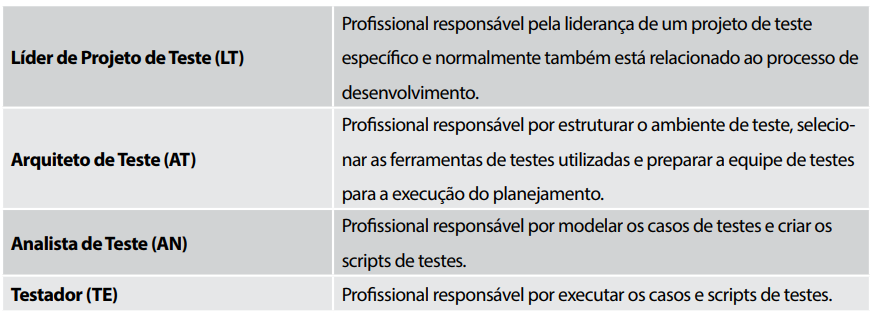 Líder de Projeto de Teste (LT)
Profissional responsável pela liderança de um projeto de teste
específico e normalmente também está relacionado ao processo de
desenvolvimento.
Arquiteto de Teste (AT)
Profissional responsável por estruturar o ambiente de teste, selecio-
nar as ferramentas de testes utilizadas e preparar a equipe de testes
para a execução do planejamento.
Analista de Teste (AN)
Profissional responsável por modelar os casos de testes e criar os
scripts de testes.
Testador (TE)
Profissional responsável por executar os casos e scripts de testes.